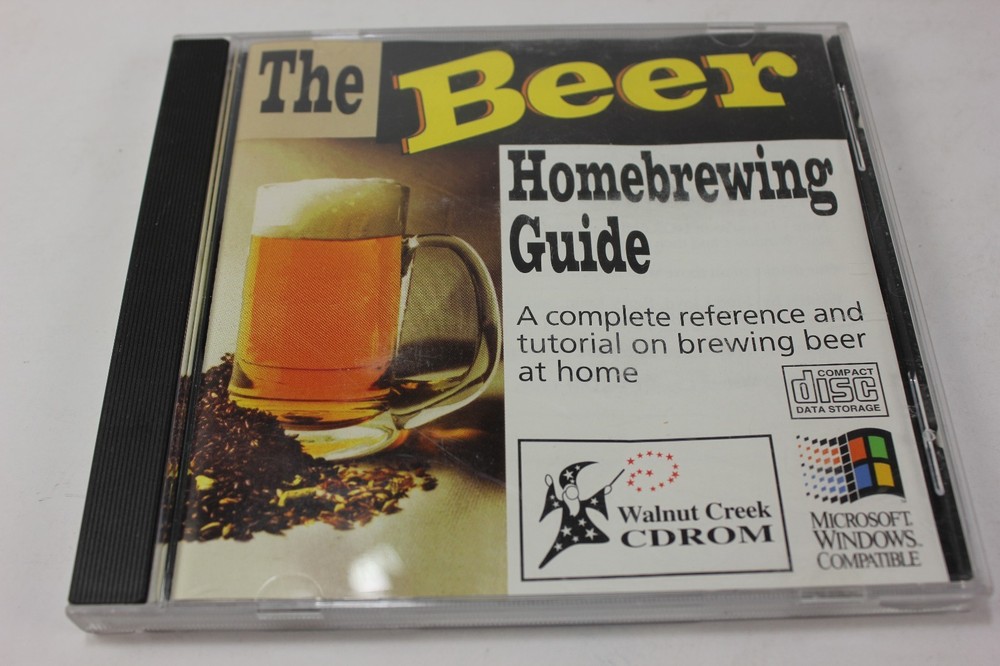 The Beer
Homebrewing
Guide
A complete reference and
tutorial on brewing beer
at home
COMPACT
disc
DATA STORAGE
Walnut Creek
CDROM
MICROSOFT®
WINDOWS™
COMPATIBLE